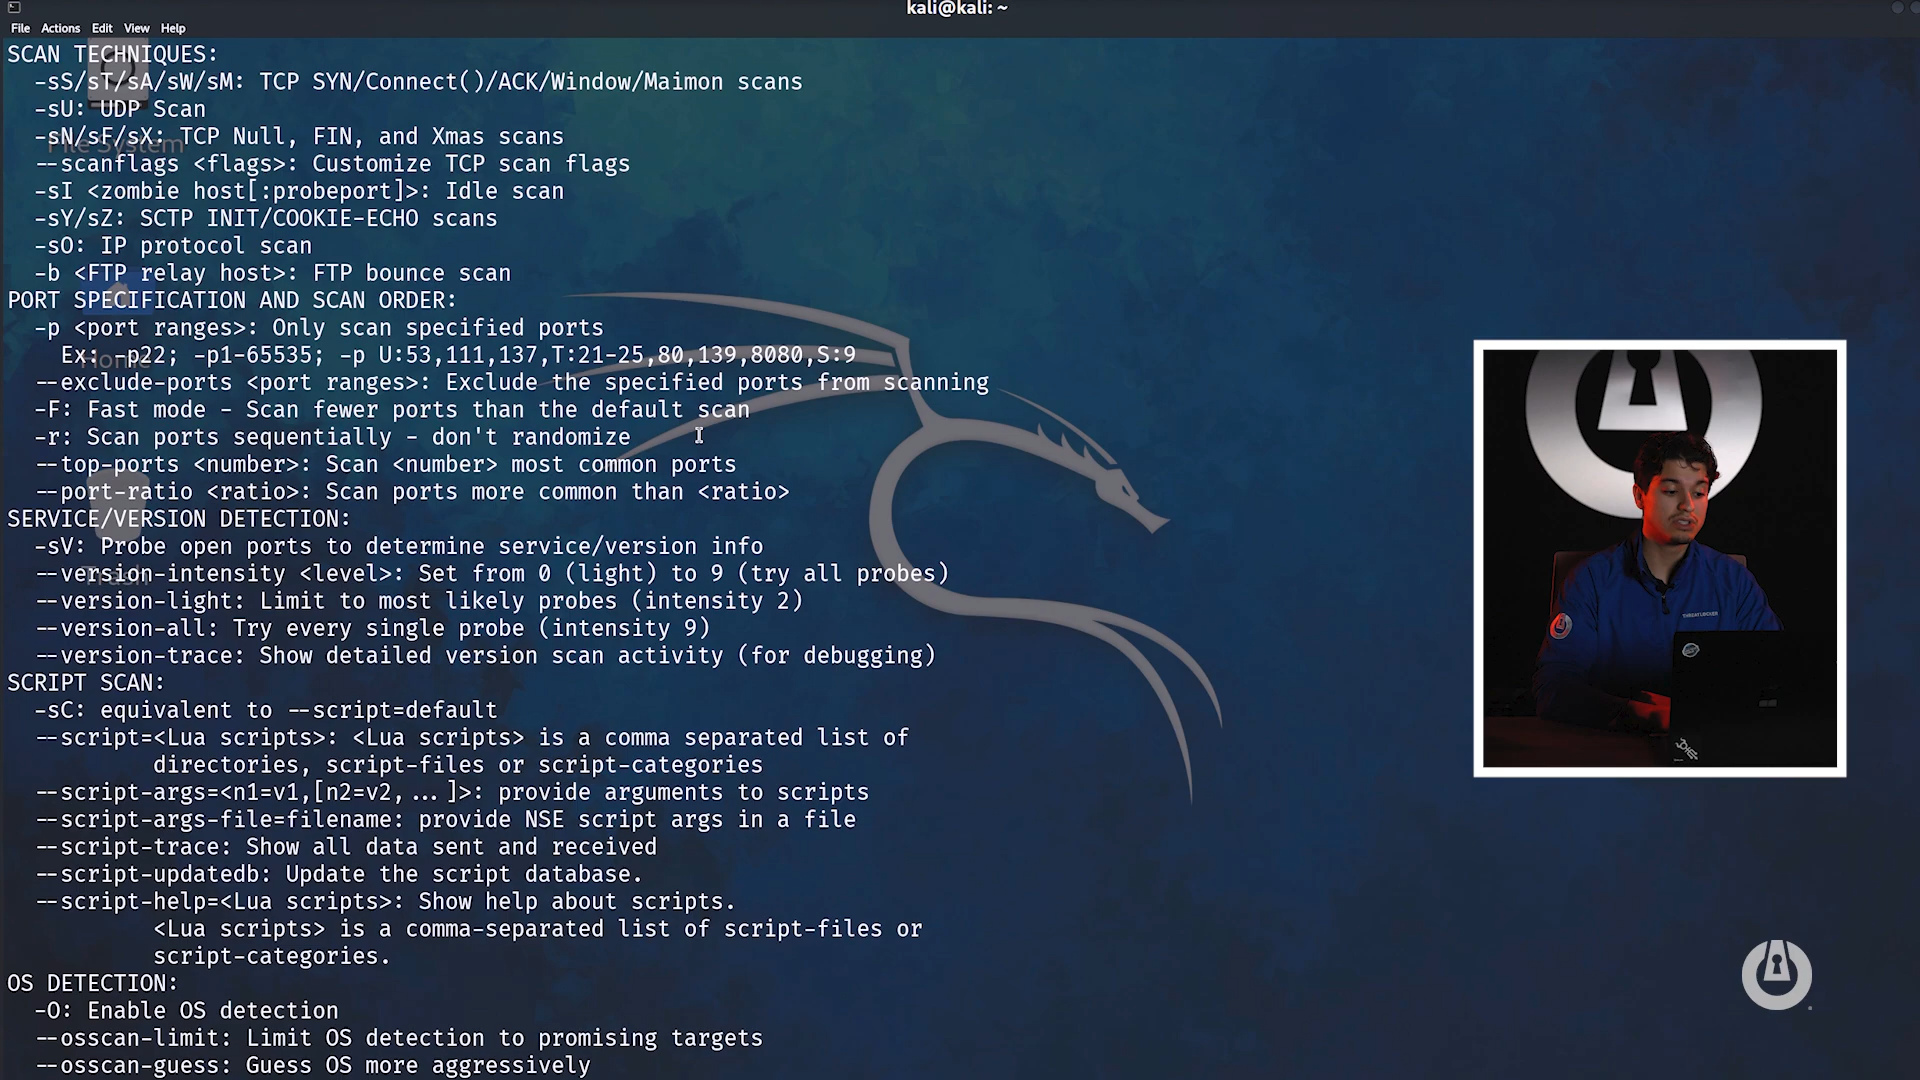 kali@kali: ~
File Actions Edit View Help
SCAN TECHNIQUES:
  -sS/sT/sA/sW/sM: TCP SYN/Connect()/ACK/Window/Maimon scans
  -sU: UDP Scan
  -sN/sF/sX: TCP Null, FIN, and Xmas scans
  --scanflags <flags>: Customize TCP scan flags
  -sI <zombie host[:probeport]>: Idle scan
  -sY/sZ: SCTP INIT/COOKIE-ECHO scans
  -sO: IP protocol scan
  -b <FTP relay host>: FTP bounce scan
PORT SPECIFICATION AND SCAN ORDER:
  -p <port ranges>: Only scan specified ports
    Ex: -p22; -p1-65535; -p U:53,111,137,T:21-25,80,139,8080,S:9
  --exclude-ports <port ranges>: Exclude the specified ports from scanning
  -F: Fast mode - Scan fewer ports than the default scan
  -r: Scan ports sequentially - don't randomize
  --top-ports <number>: Scan <number> most common ports
  --port-ratio <ratio>: Scan ports more common than <ratio>
SERVICE/VERSION DETECTION:
  -sV: Probe open ports to determine service/version info
  --version-intensity <level>: Set from 0 (light) to 9 (try all probes)
  --version-light: Limit to most likely probes (intensity 2)
  --version-all: Try every single probe (intensity 9)
  --version-trace: Show detailed version scan activity (for debugging)
SCRIPT SCAN:
  -sC: equivalent to --script=default
  --script=<Lua scripts>: <Lua scripts> is a comma separated list of
           directories, script-files or script-categories
  --script-args=<n1=v1,[n2=v2,...]>: provide arguments to scripts
  --script-args-file=filename: provide NSE script args in a file
  --script-trace: Show all data sent and received
  --script-updatedb: Update the script database.
  --script-help=<Lua scripts>: Show help about scripts.
           <Lua scripts> is a comma-separated list of script-files or
           script-categories.
OS DETECTION:
  -O: Enable OS detection
  --osscan-limit: Limit OS detection to promising targets
  --osscan-guess: Guess OS more aggressively
File System
Home
Trash
THREATLOCKER